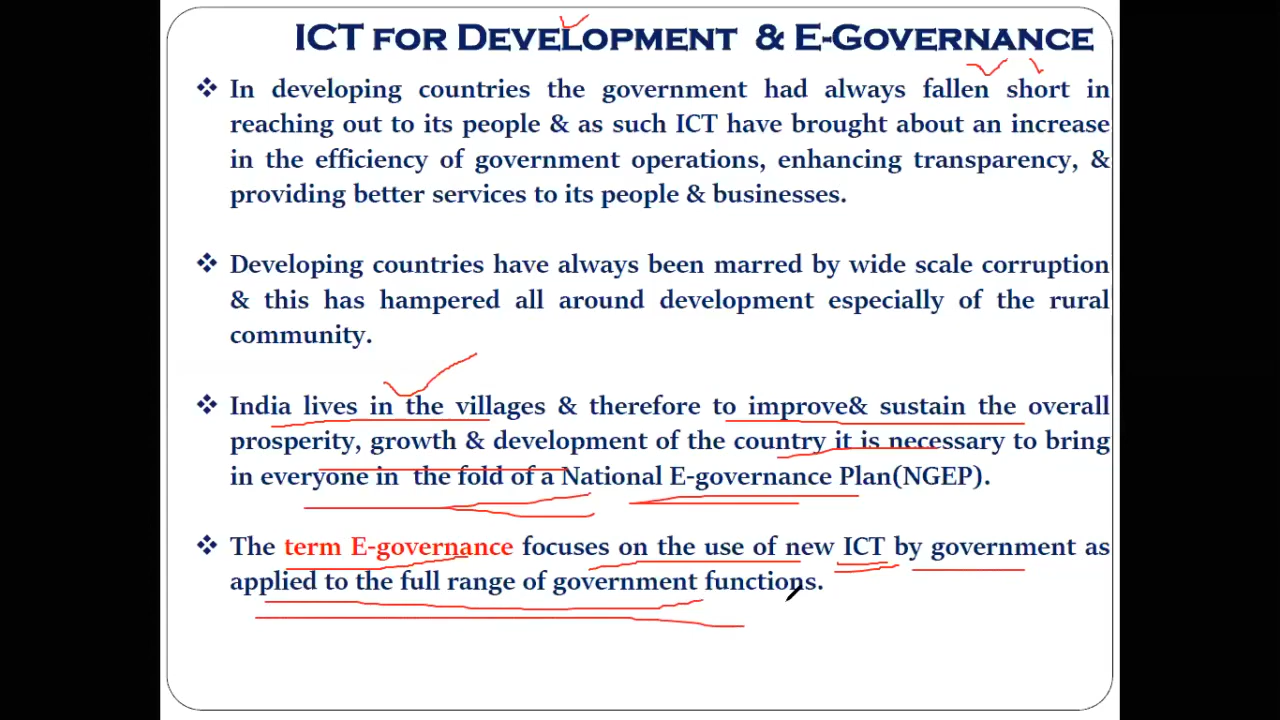 ICT FOR DEVELOPMENT & E-GOVERNANCE
❖ In developing countries the government had always fallen short in
reaching out to its people & as such ICT have brought about an increase
in the efficiency of government operations, enhancing transparency, &
providing better services to its people & businesses.
❖ Developing countries have always been marred by wide scale corruption
& this has hampered all around development especially of the rural
community.
❖ India lives in the villages & therefore to improve& sustain the overall
prosperity, growth & development of the country it is necessary to bring
in everyone in the fold of a National E-governance Plan(NGEP).
❖ The term E-governance focuses on the use of new ICT by government as
applied to the full range of government functions.